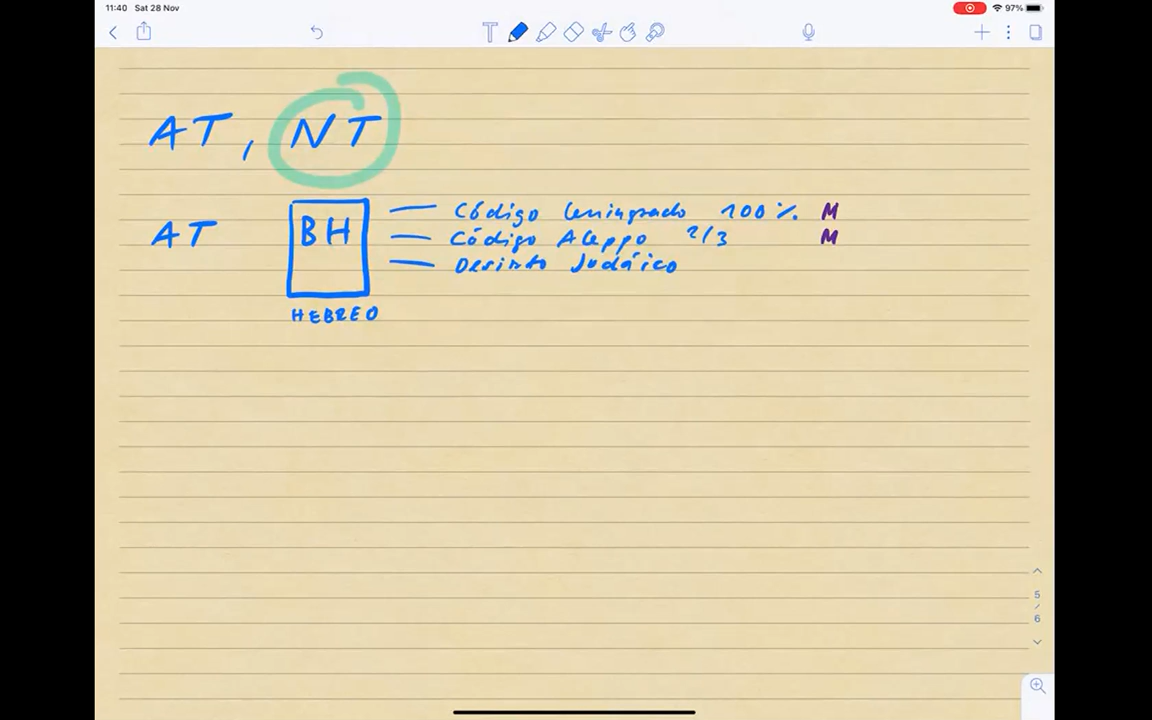 11:40 Sat 28 Nov 97%
AT, NT
AT BH Código Leningrado 100% M
Código Aleppo 2/3 M
Desierto Judáico
HEBREO
5
/
6